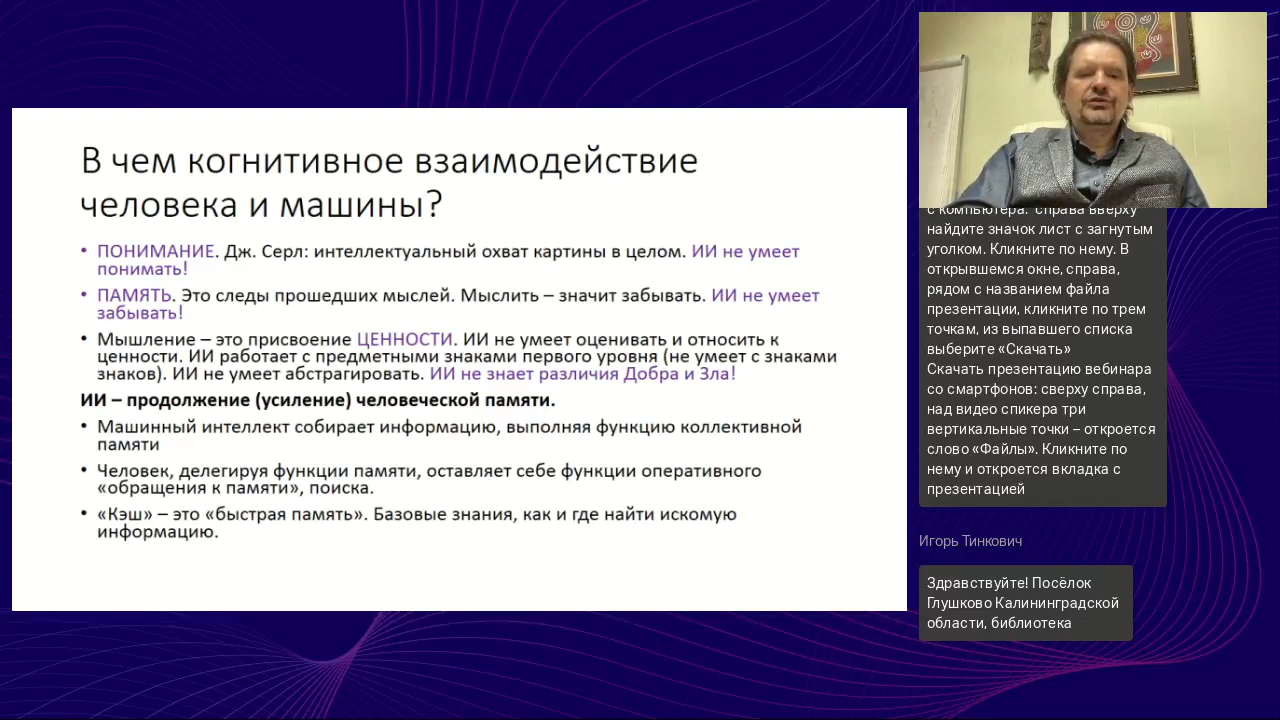 В чем когнитивное взаимодействие
человека и машины?
• ПОНИМАНИЕ. Дж. Серл: интеллектуальный охват картины в целом. ИИ не умеет
понимать!
• ПАМЯТЬ. Это следы прошедших мыслей. Мыслить – значит забывать. ИИ не умеет
забывать!
• Мышление – это присвоение ЦЕННОСТИ. ИИ не умеет оценивать и относить к
ценности. ИИ работает с предметными знаками первого уровня (не умеет с знаками
знаков). ИИ не умеет абстрагировать. ИИ не знает различия Добра и Зла!
ИИ – продолжение (усиление) человеческой памяти.
• Машинный интеллект собирает информацию, выполняя функцию коллективной
памяти
• Человек, делегируя функции памяти, оставляет себе функции оперативного
«обращения к памяти», поиска.
• «Кэш» – это «быстрая память». Базовые знания, как и где найти искомую
информацию.
с компьютера: справа вверху
найдите значок лист с загнутым
уголком. Кликните по нему. В
открывшемся окне, справа,
рядом с названием файла
презентации, кликните по трем
точкам, из выпавшего списка
выберите «Скачать»
Скачать презентацию вебинара
со смартфонов: сверху справа,
над видео спикера три
вертикальные точки – откроется
слово «Файлы». Кликните по
нему и откроется вкладка с
презентацией
Игорь Тинкович
Здравствуйте! Посёлок
Глушково Калининградской
области, библиотека